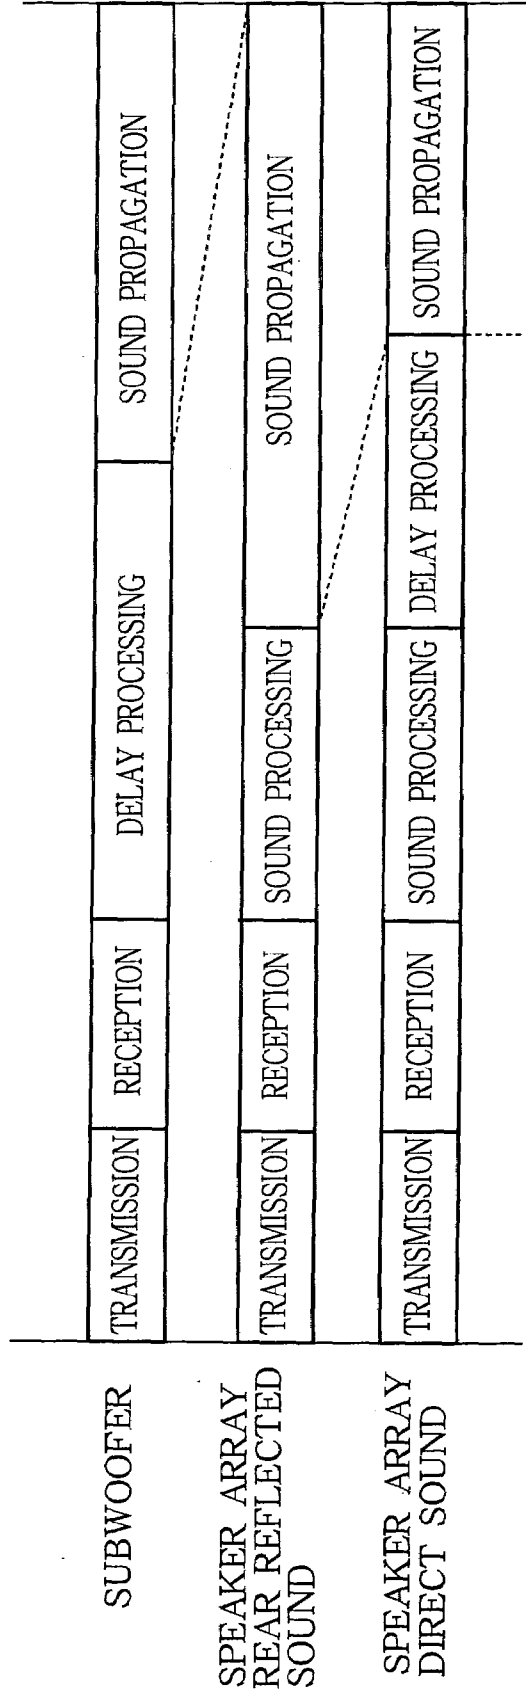 SUBWOOFER
TRANSMISSION
RECEPTION
DELAY PROCESSING
SOUND PROPAGATION
SPEAKER ARRAY
REAR REFLECTED
SOUND
TRANSMISSION
RECEPTION
SOUND PROCESSING
SOUND PROPAGATION
SPEAKER ARRAY
DIRECT SOUND
TRANSMISSION
RECEPTION
SOUND PROCESSING
DELAY PROCESSING
SOUND PROPAGATION